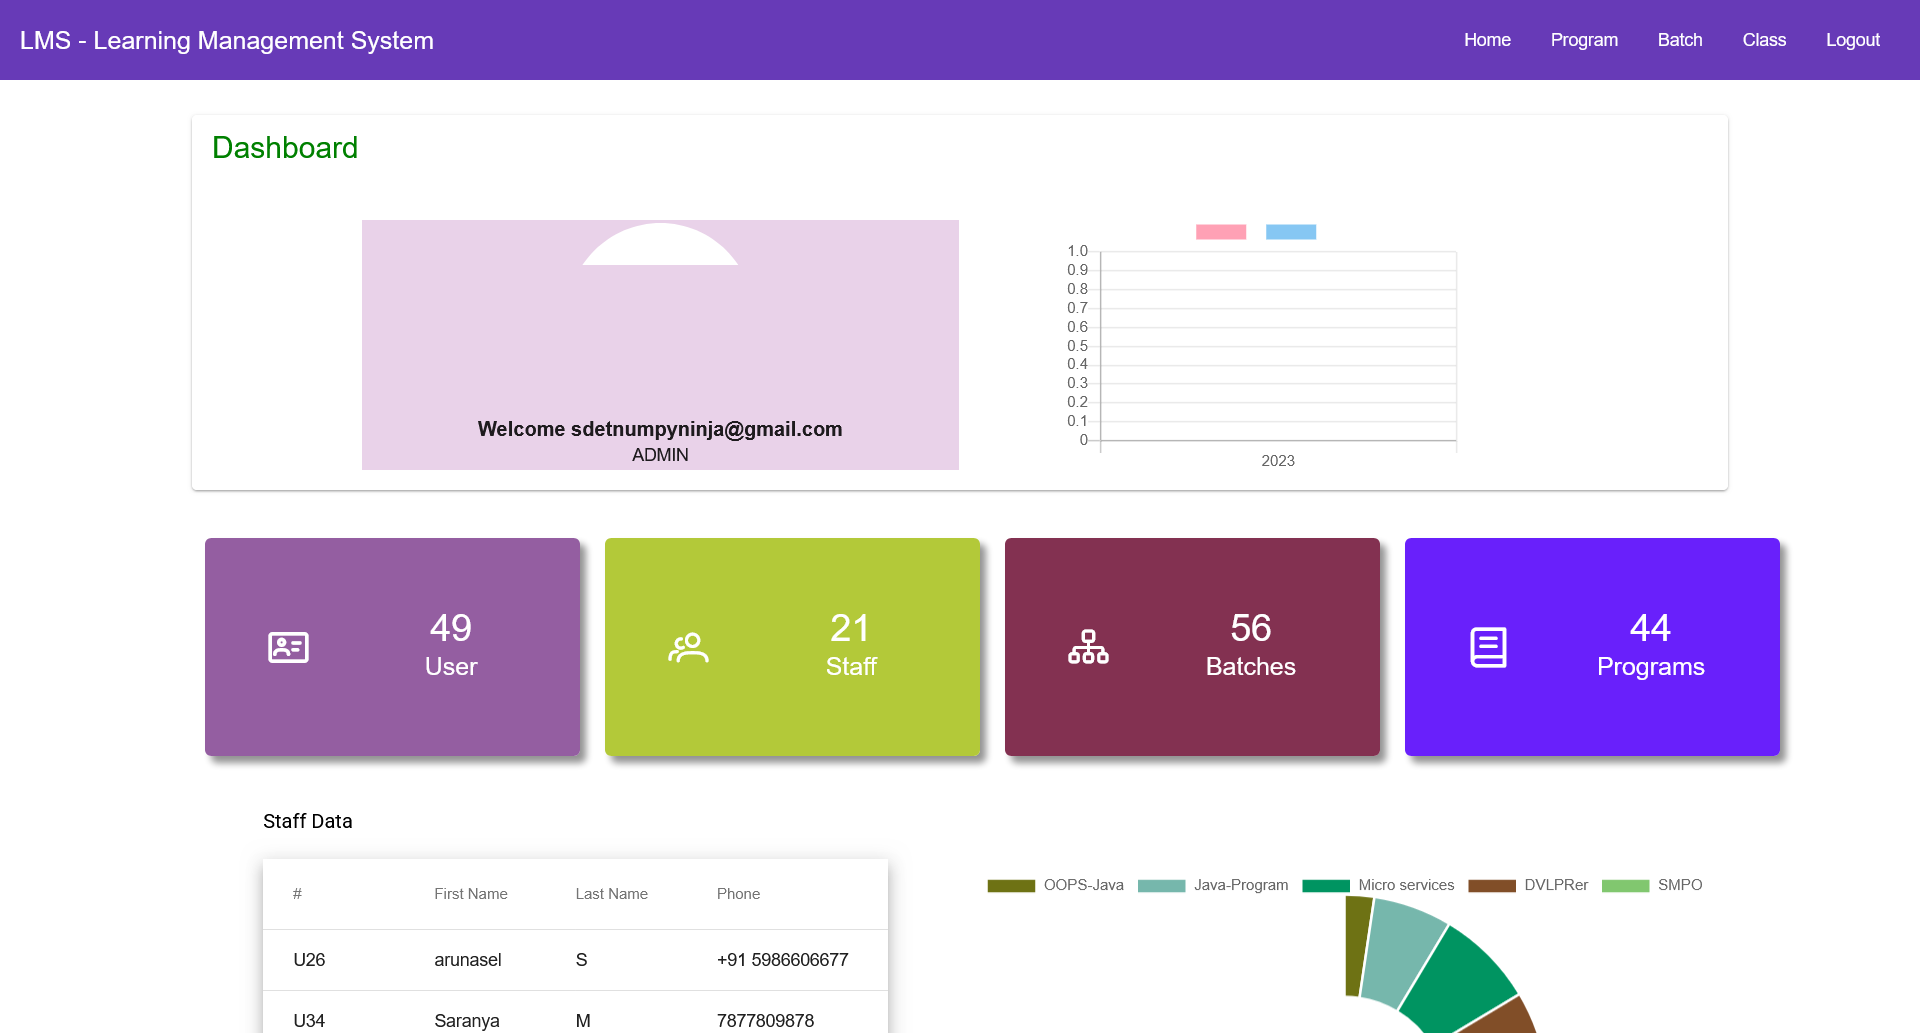 LMS - Learning Management System
Home Program Batch Class Logout
Dashboard
Welcome sdetnumpyninja@gmail.com
ADMIN
1.0
0.9
0.8
0.7
0.6
0.5
0.4
0.3
0.2
0.1
0
2023
49
User
21
Staff
56
Batches
44
Programs
Staff Data
# First Name Last Name Phone
U26 arunasel S +91 5986606677
U34 Saranya M 7877809878
OOPS-Java Java-Program Micro services DVLPRer SMPO